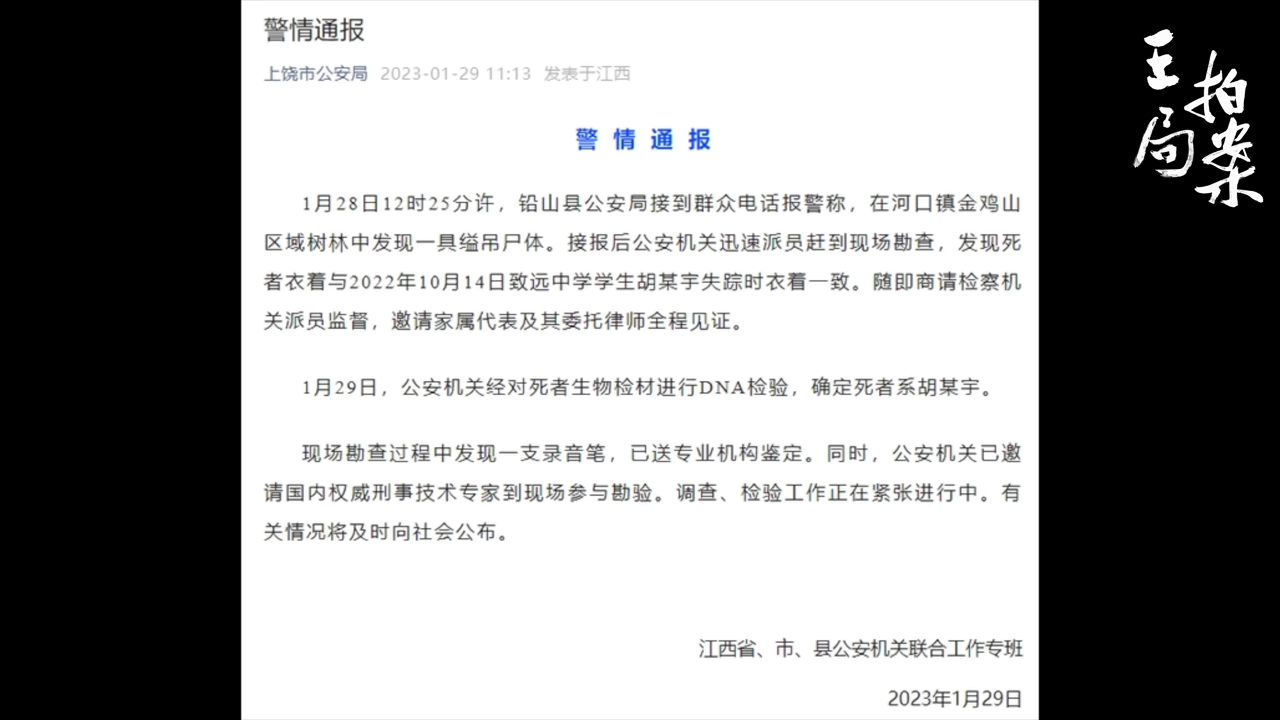 警情通报
上饶市公安局 2023-01-29 11:13 发表于江西
警情通报
1月28日12时25分许，铅山县公安局接到群众电话报警称，在河口镇金鸡山
区域树林中发现一具缢吊尸体。接报后公安机关迅速派员赶到现场勘查，发现死
者衣着与2022年10月14日致远中学学生胡某宇失踪时衣着一致。随即商请检察机
关派员监督，邀请家属代表及其委托律师全程见证。
1月29日，公安机关经对死者生物检材进行DNA检验，确定死者系胡某宇。
现场勘查过程中发现一支录音笔，已送专业机构鉴定。同时，公安机关已邀
请国内权威刑事技术专家到现场参与勘验。调查、检验工作正在紧张进行中。有
关情况将及时向社会公布。
江西省、市、县公安机关联合工作专班
2023年1月29日
王局
拍案